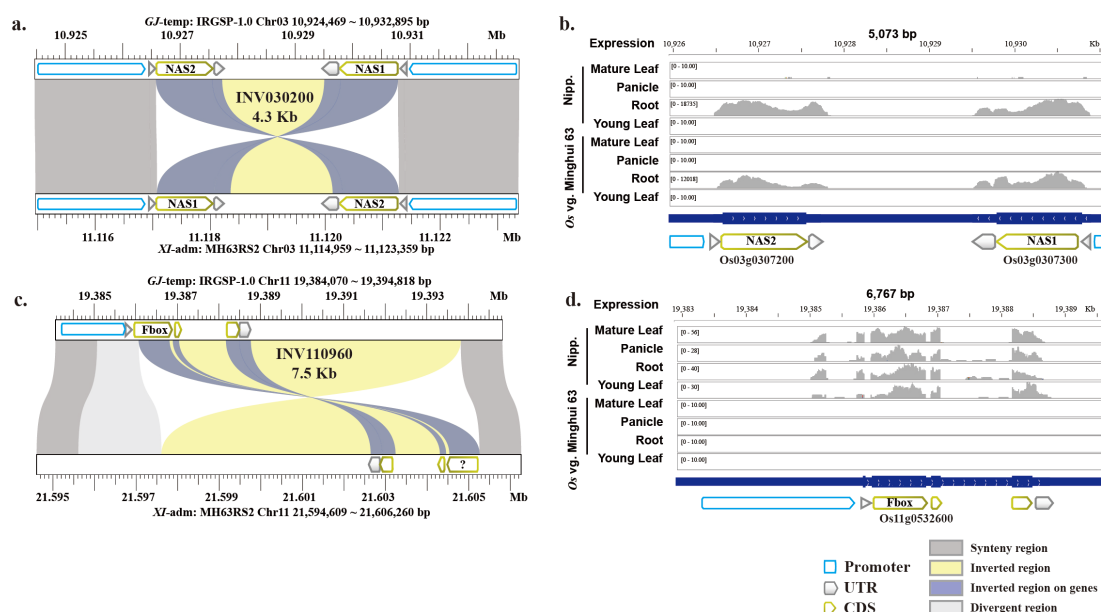 a.
GJ-temp: IRGSP-1.0 Chr03 10,924,469 ~ 10,932,895 bp
10.925 10.927 10.929 10.931 Mb
NAS2 NAS1
INV030200
4.3 Kb
NAS1 NAS2
11.116 11.118 11.120 11.122 Mb
XI-adm: MH63RS2 Chr03 11,114,959 ~ 11,123,359 bp
b.
5,073 bp
Expression
10,926 10,927 10,928 10,929 10,930 Kb
Nipp.
Os vg. Minghui 63
Mature Leaf [0 - 10.00]
Panicle [0 - 10.00]
Root [0 - 18735]
Young Leaf [0 - 10.00]
Mature Leaf [0 - 10.00]
Panicle [0 - 10.00]
Root [0 - 12018]
Young Leaf [0 - 10.00]
NAS2 NAS1
Os03g0307200 Os03g0307300
c.
GJ-temp: IRGSP-1.0 Chr11 19,384,070 ~ 19,394,818 bp
19.385 19.387 19.389 19.391 19.393 Mb
Fbox
INV110960
7.5 Kb
?
21.595 21.597 21.599 21.601 21.603 21.605 Mb
XI-adm: MH63RS2 Chr11 21,594,609 ~ 21,606,260 bp
d.
6,767 bp
Expression
19,383 19,384 19,385 19,386 19,387 19,388 19,389 Kb
Nipp.
Os vg. Minghui 63
Mature Leaf [0 - 56]
Panicle [0 - 28]
Root [0 - 40]
Young Leaf [0 - 30]
Mature Leaf [0 - 10.00]
Panicle [0 - 10.00]
Root [0 - 10.00]
Young Leaf [0 - 10.00]
Fbox
Os11g0532600
Promoter
UTR
CDS
Synteny region
Inverted region
Inverted region on genes
Divergent region